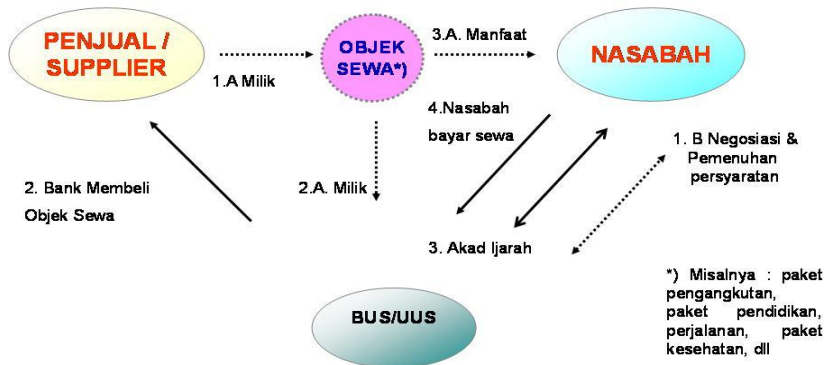 PENJUAL /
SUPPLIER
1.A Milik
OBJEK
SEWA*)
3.A. Manfaat
NASABAH
4.Nasabah
bayar sewa
1. B Negosiasi &
Pemenuhan
persyaratan
2. Bank Membeli
Objek Sewa
2.A. Milik
3. Akad Ijarah
BUS/UUS
*) Misalnya : paket
pengangkutan,
paket pendidikan,
perjalanan, paket
kesehatan, dll